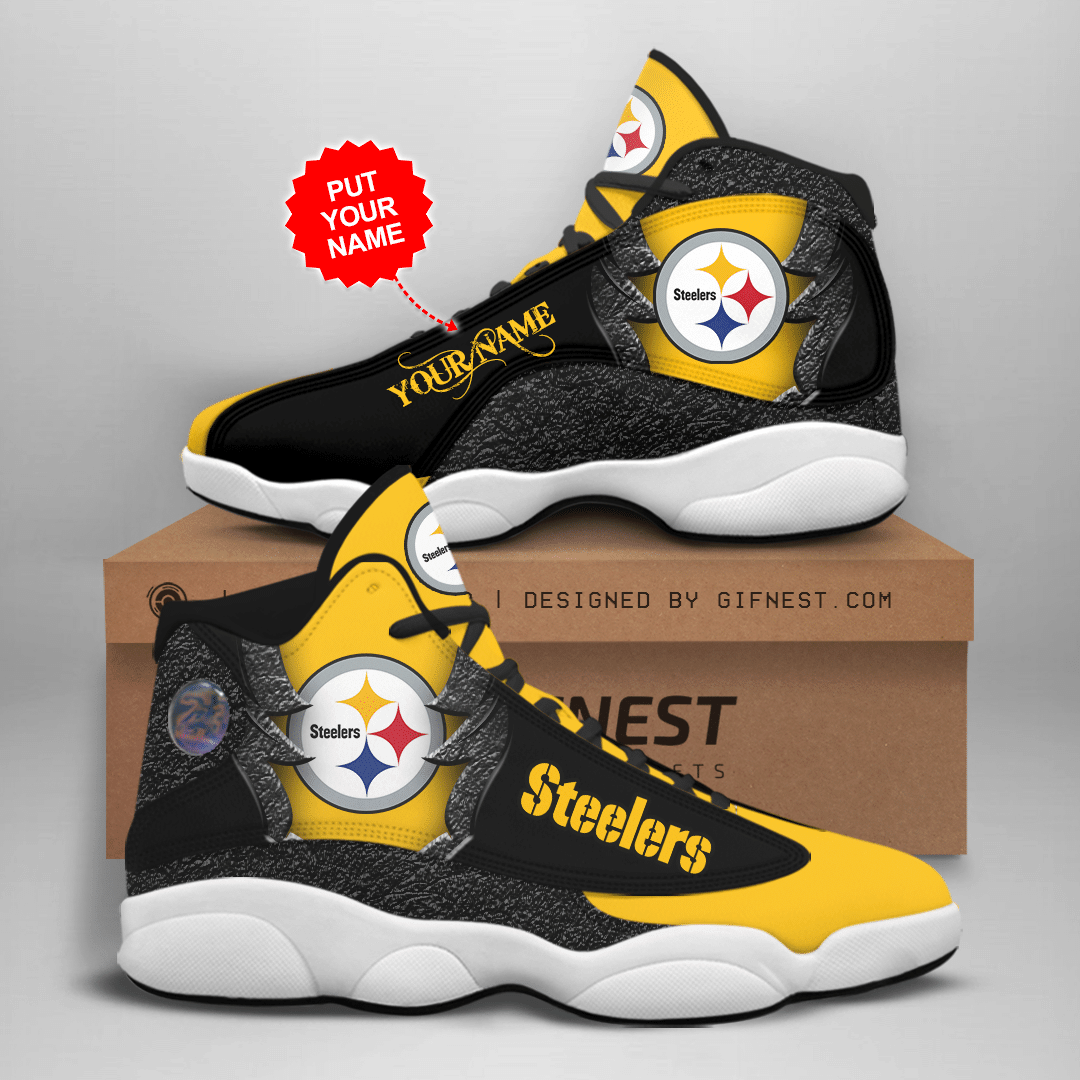 PUT
YOUR
NAME
Steelers
YOUR NAME
Steelers
| DESIGNED BY GIFNEST.COM
Steelers
NEST
Steelers